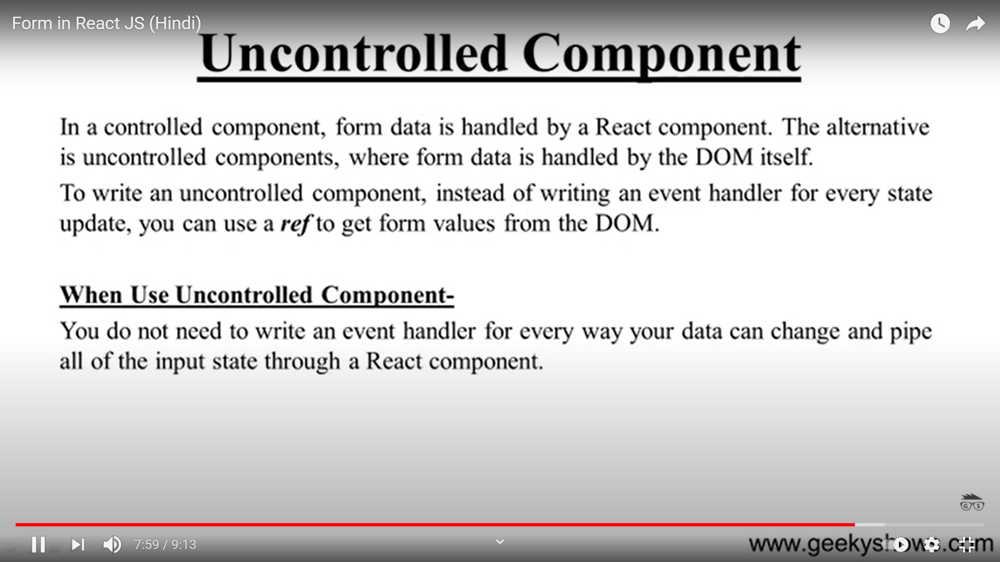 Form in React JS (Hindi)
Uncontrolled Component
In a controlled component, form data is handled by a React component. The alternative
is uncontrolled components, where form data is handled by the DOM itself.
To write an uncontrolled component, instead of writing an event handler for every state
update, you can use a ref to get form values from the DOM.
When Use Uncontrolled Component-
You do not need to write an event handler for every way your data can change and pipe
all of the input state through a React component.
G S
7:59 / 9:13
www.geekyshows.com